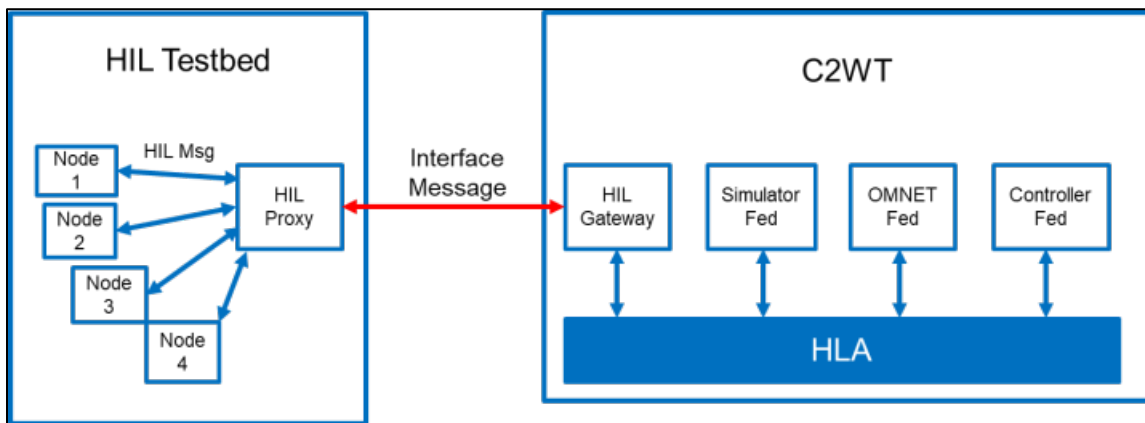 HIL Testbed
Node
1
HIL Msg
Node
2
Node
3
Node
4
HIL
Proxy
Interface
Message
C2WT
HIL
Gateway
Simulator
Fed
OMNET
Fed
Controller
Fed
HLA